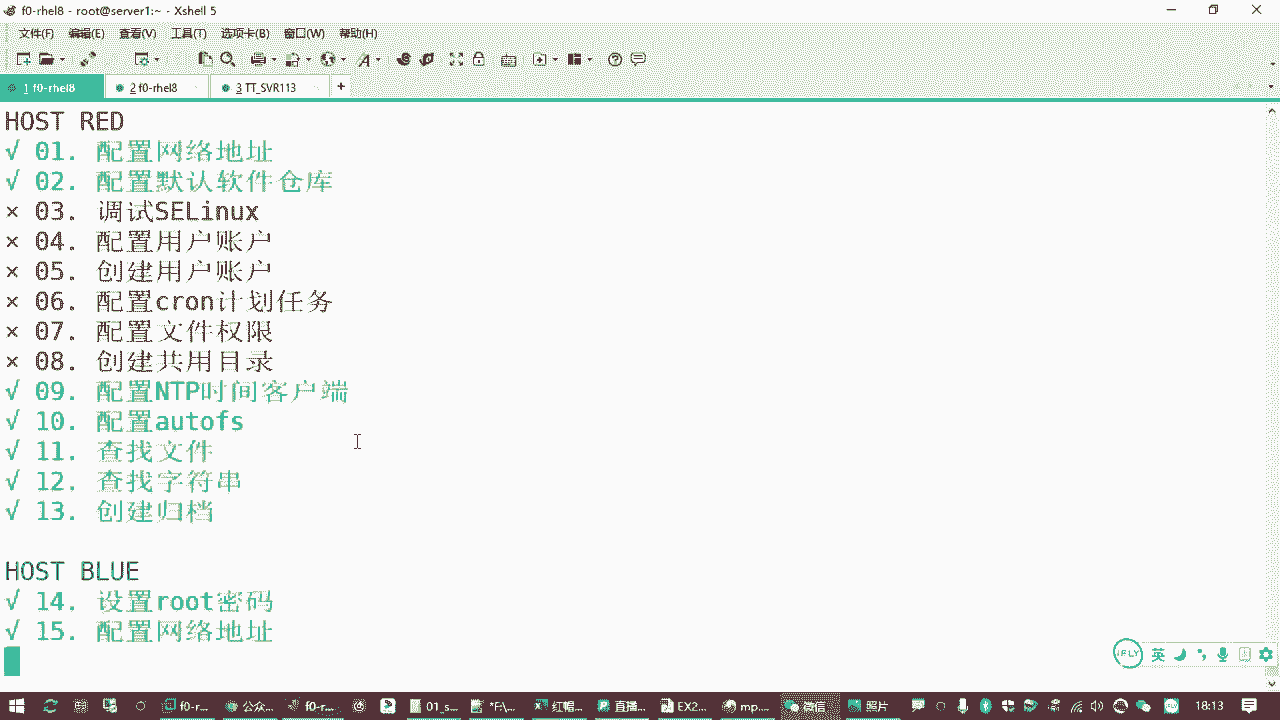 f0-rhel8 - root@server1:~ - Xshell 5
文件(F) 编辑(E) 查看(V) 工具(T) 选项卡(B) 窗口(W) 帮助(H)
1 f0-rhel8 2 f0-rhel8 3 TT_SVR113 +
HOST RED
√ 01. 配置网络地址
√ 02. 配置默认软件仓库
× 03. 调试SELinux
× 04. 配置用户账户
× 05. 创建用户账户
× 06. 配置cron计划任务
× 07. 配置文件权限
× 08. 创建共用目录
√ 09. 配置NTP时间客户端
√ 10. 配置autofs
√ 11. 查找文件
√ 12. 查找字符串
√ 13. 创建归档
HOST BLUE
√ 14. 设置root密码
√ 15. 配置网络地址
iFLY 英
f0-r... 公众... f0-r... 01_s... *F:\... 红帽... 直播... EX2... mp... 微信 照片 18:13